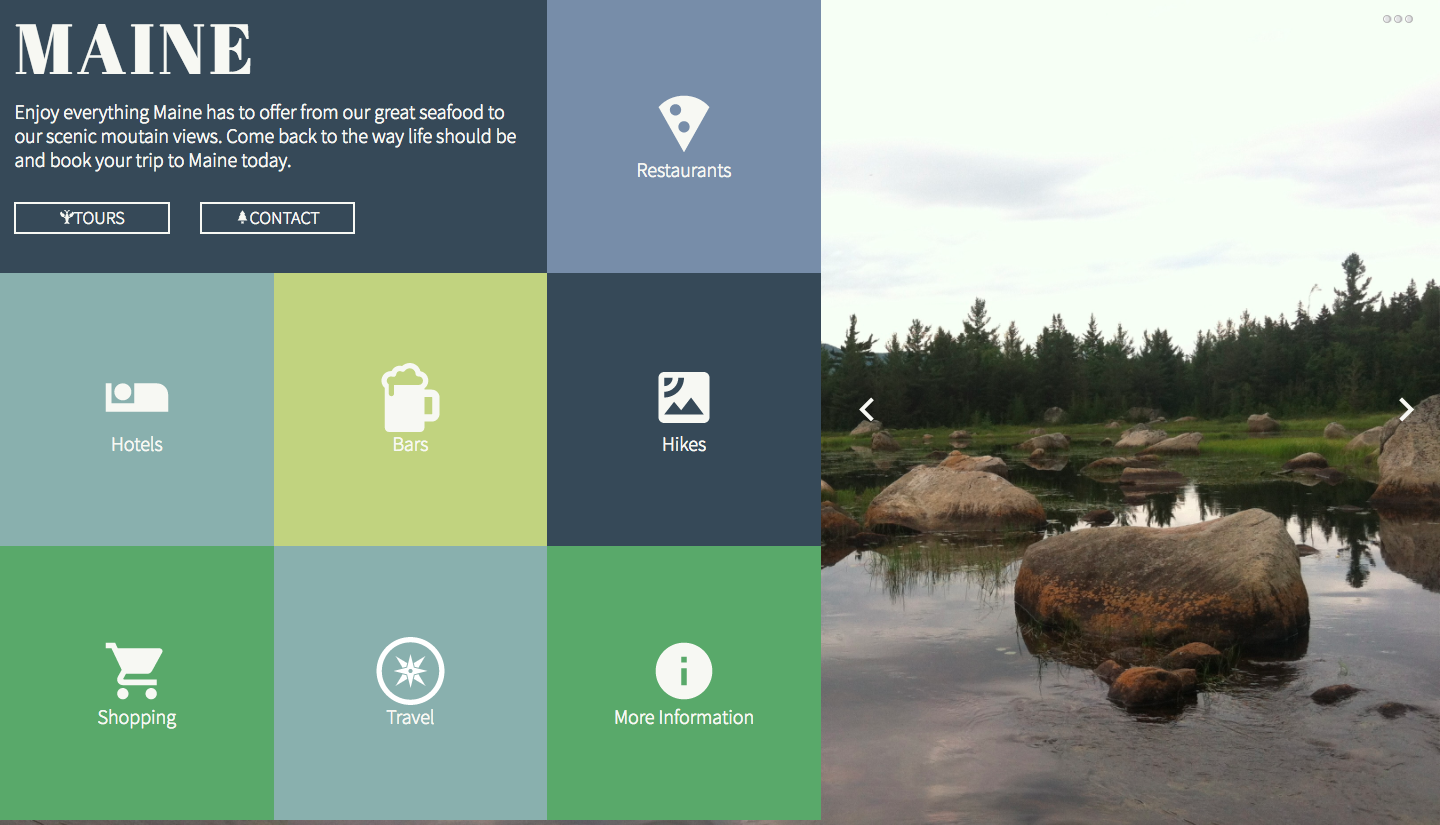 MAINE
Enjoy everything Maine has to offer from our great seafood to
our scenic moutain views. Come back to the way life should be
and book your trip to Maine today.
TOURS
CONTACT
Restaurants
Hotels
Bars
Hikes
Shopping
Travel
More Information